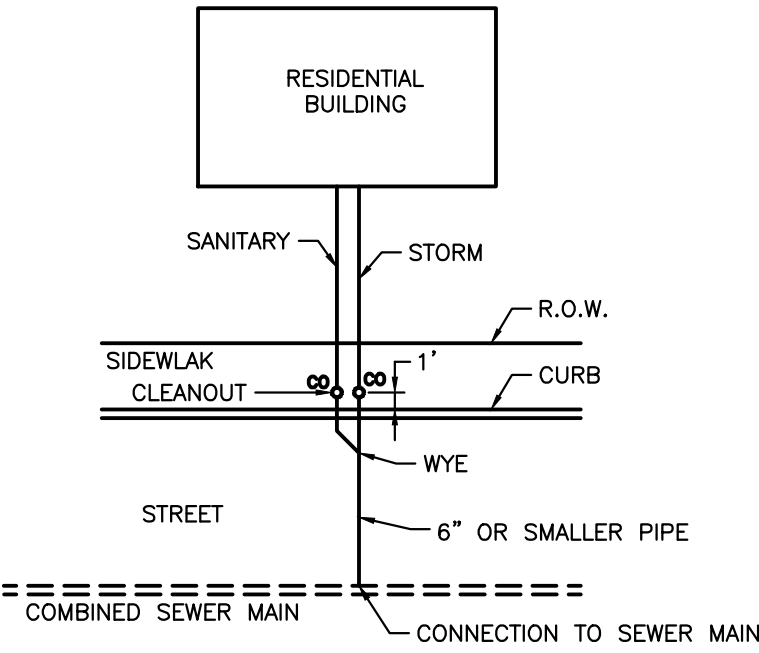 RESIDENTIAL
BUILDING
SANITARY
STORM
R.O.W.
SIDEWLAK
1'
CO
CO
CURB
CLEANOUT
WYE
STREET
6" OR SMALLER PIPE
COMBINED SEWER MAIN
CONNECTION TO SEWER MAIN